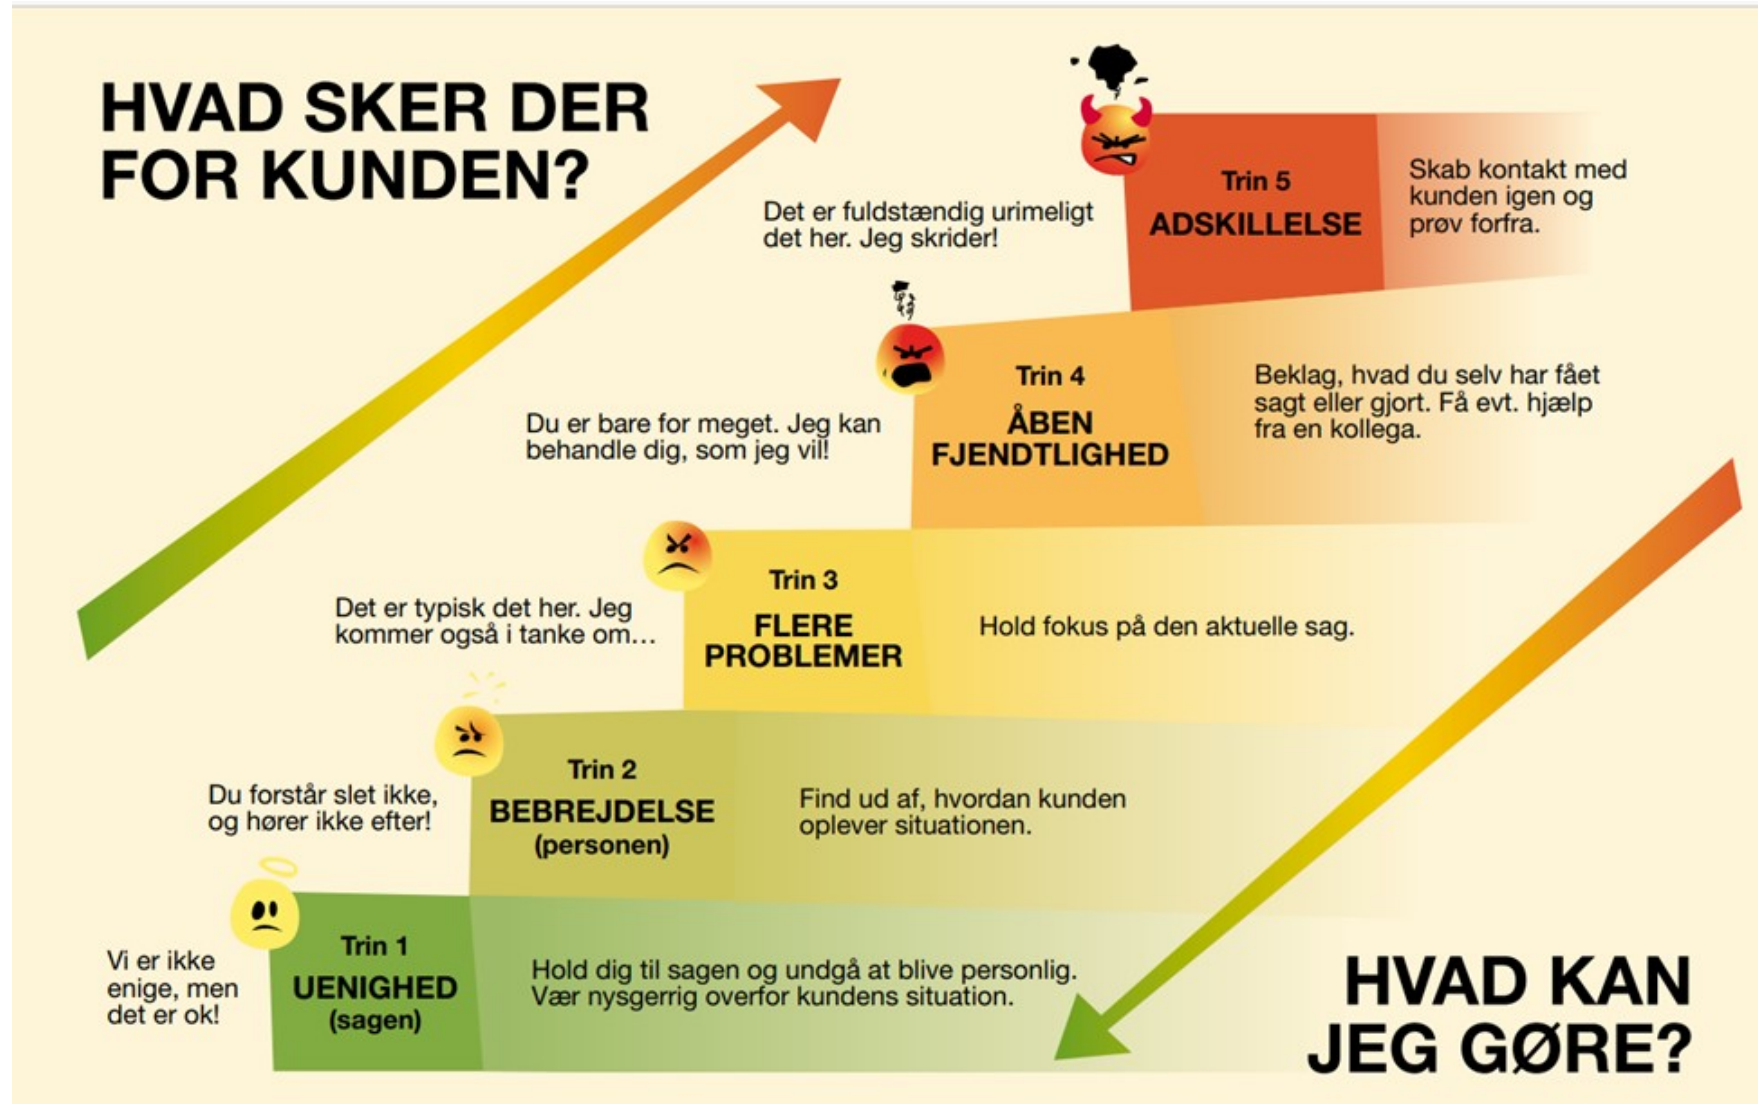 HVAD SKER DER
FOR KUNDEN?
Trin 5
ADSKILLELSE
Det er fuldstændig urimeligt
det her. Jeg skrider!
Skab kontakt med
kunden igen og
prøv forfra.
Trin 4
ÅBEN
FJENDTLIGHED
Du er bare for meget. Jeg kan
behandle dig, som jeg vil!
Beklag, hvad du selv har fået
sagt eller gjort. Få evt. hjælp
fra en kollega.
Trin 3
FLERE
PROBLEMER
Det er typisk det her. Jeg
kommer også i tanke om…
Hold fokus på den aktuelle sag.
Trin 2
BEBREJDELSE
(personen)
Du forstår slet ikke,
og hører ikke efter!
Find ud af, hvordan kunden
oplever situationen.
Trin 1
UENIGHED
(sagen)
Vi er ikke
enige, men
det er ok!
Hold dig til sagen og undgå at blive personlig.
Vær nysgerrig overfor kundens situation.
HVAD KAN
JEG GØRE?